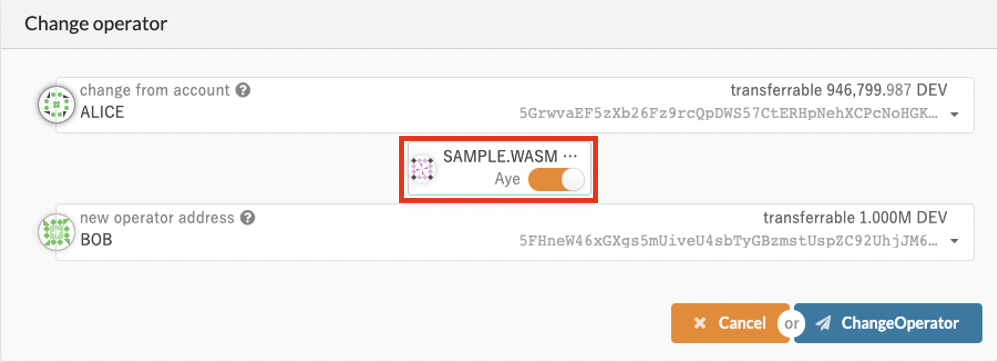 Change operator
change from account ?
transferrable 946,799.987 DEV
ALICE
5GrwvaEF5zXb26Fz9rcQpDWS57CtERHpNehXCPcNoHGK…
SAMPLE.WASM ...
Aye
new operator address ?
transferrable 1.000M DEV
BOB
5FHneW46xGXgs5mUiveU4sbTyGBzmstUspZC92UhjJM6…
Cancel or ChangeOperator